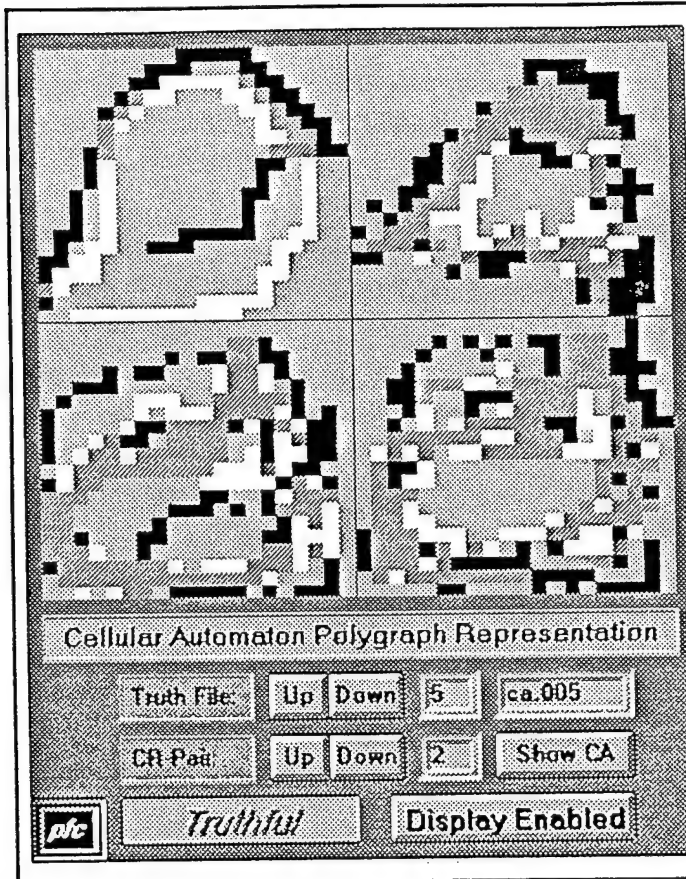 Cellular Automaton Polygraph Representation
Truth File: Up Down 5 ca.005
CR Pair: Up Down 2 Show CA
pfc Truthful Display Enabled